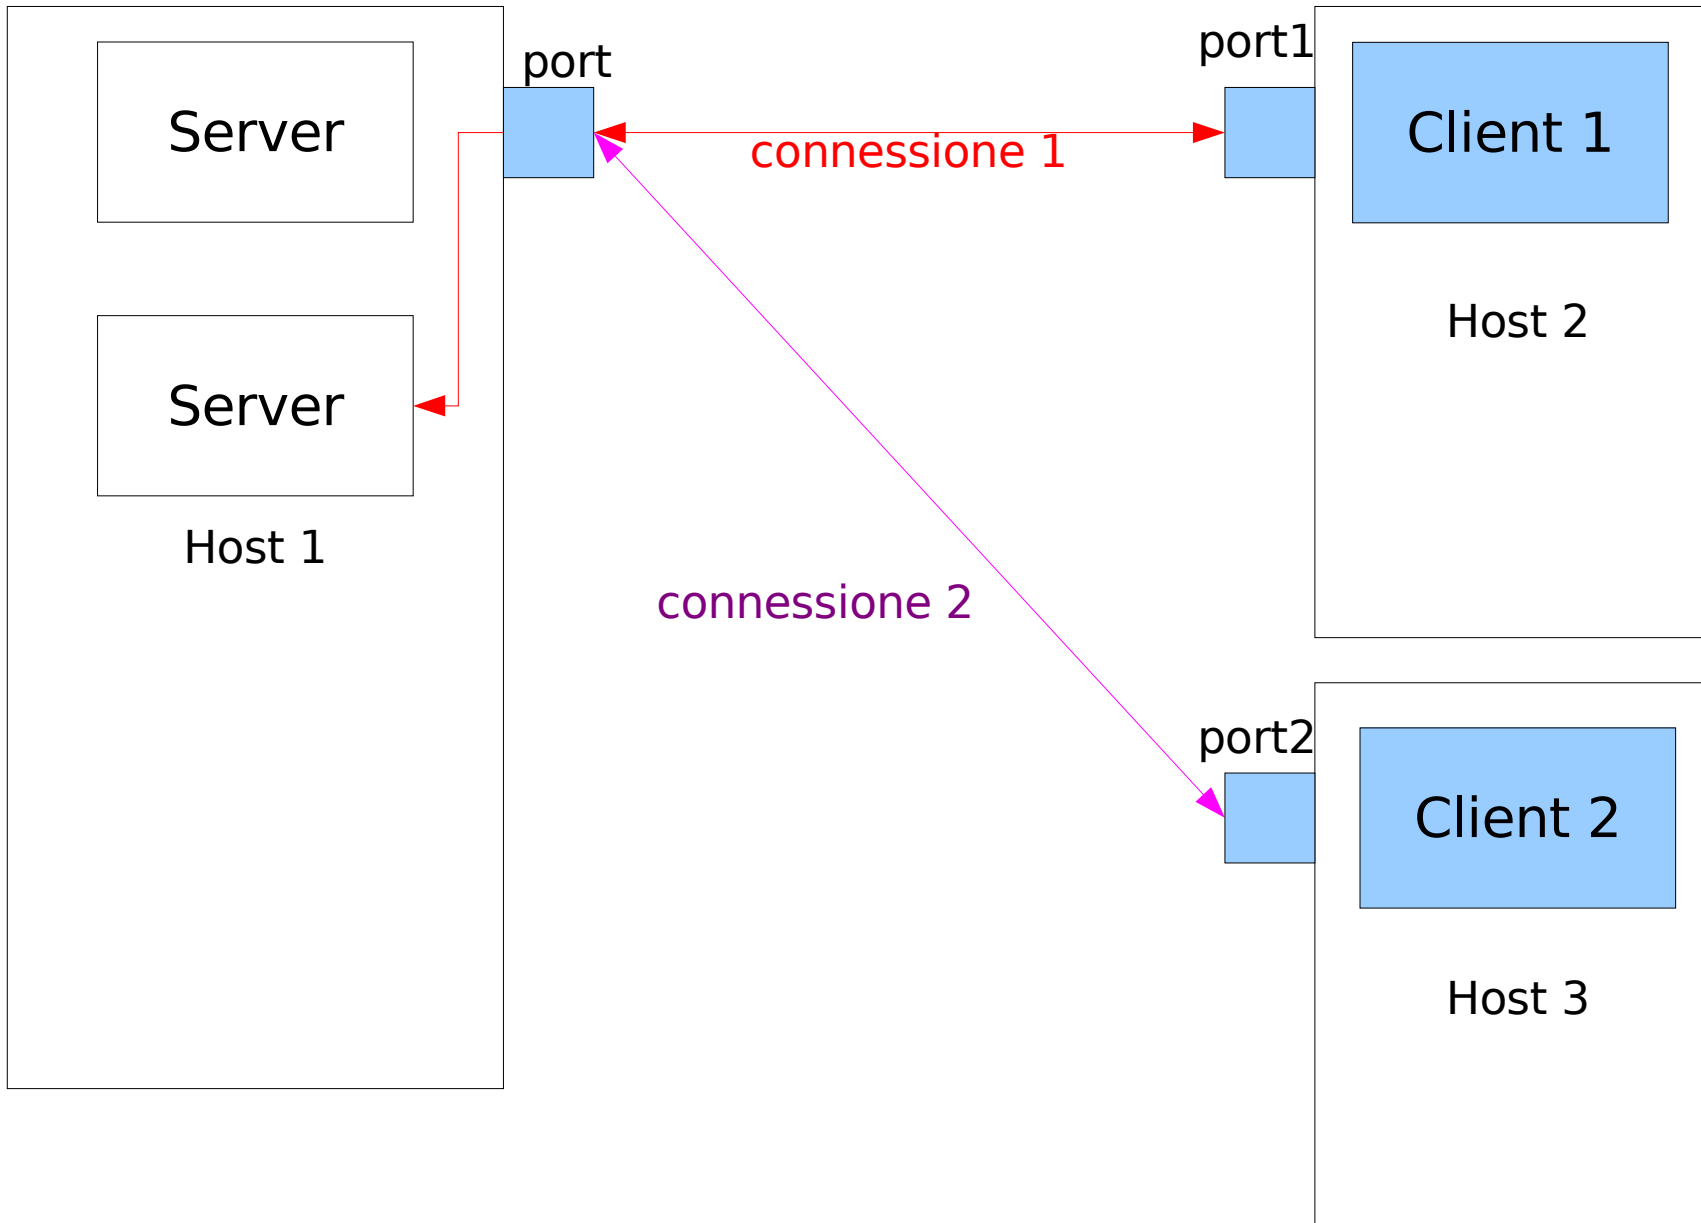 port
port1
Server
Client 1
connessione 1
Host 2
Server
Host 1
connessione 2
port2
Client 2
Host 3